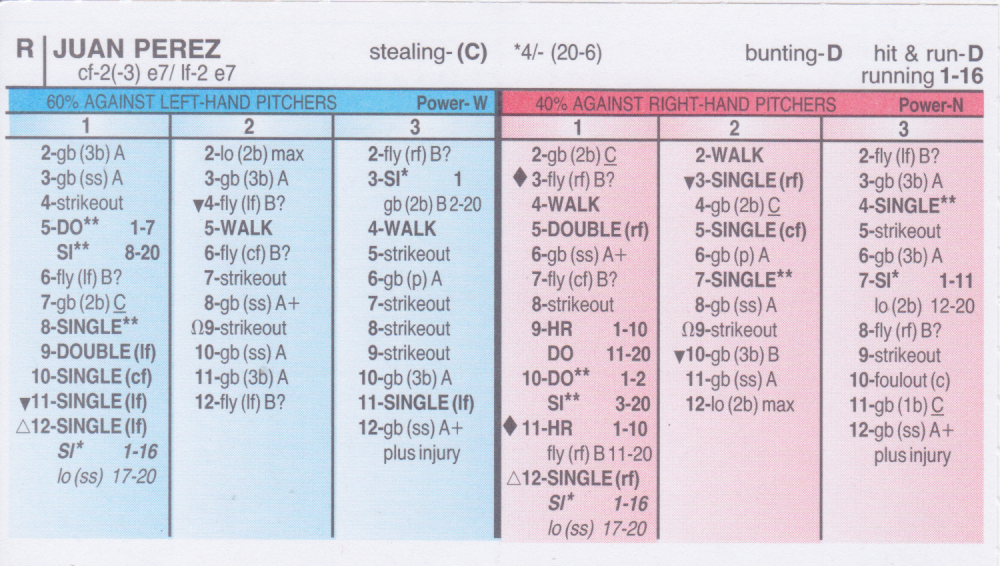 R JUAN PEREZ stealing- (C) *4/- (20-6) bunting-D hit & run-D
cf-2(-3) e7/ lf-2 e7 running 1-16
60% AGAINST LEFT-HAND PITCHERS Power- W
1 2 3
2-gb (3b) A
3-gb (ss) A
4-strikeout
5-DO** 1-7
SI** 8-20
6-fly (lf) B?
7-gb (2b) C
8-SINGLE**
9-DOUBLE (lf)
10-SINGLE (cf)
▼11-SINGLE (lf)
△12-SINGLE (lf)
SI* 1-16
lo (ss) 17-20
2-lo (2b) max
3-gb (3b) A
▼4-fly (lf) B?
5-WALK
6-fly (cf) B?
7-strikeout
8-gb (ss) A+
Ω9-strikeout
10-gb (ss) A
11-gb (3b) A
12-fly (lf) B?
2-fly (rf) B?
3-SI* 1
gb (2b) B 2-20
4-WALK
5-strikeout
6-gb (p) A
7-strikeout
8-strikeout
9-strikeout
10-gb (3b) A
11-SINGLE (lf)
12-gb (ss) A+
plus injury
40% AGAINST RIGHT-HAND PITCHERS Power-N
1 2 3
2-gb (2b) C
♦ 3-fly (rf) B?
4-WALK
5-DOUBLE (rf)
6-gb (ss) A+
7-fly (cf) B?
8-strikeout
9-HR 1-10
DO 11-20
10-DO** 1-2
SI** 3-20
♦ 11-HR 1-10
fly (rf) B 11-20
△12-SINGLE (rf)
SI* 1-16
lo (ss) 17-20
2-WALK
▼3-SINGLE (rf)
4-gb (2b) C
5-SINGLE (cf)
6-gb (p) A
7-SINGLE**
8-gb (ss) A
Ω9-strikeout
▼10-gb (3b) B
11-gb (ss) A
12-lo (2b) max
2-fly (lf) B?
3-gb (3b) A
4-SINGLE**
5-strikeout
6-gb (3b) A
7-SI* 1-11
lo (2b) 12-20
8-fly (rf) B?
9-strikeout
10-foulout (c)
11-gb (1b) C
12-gb (ss) A+
plus injury